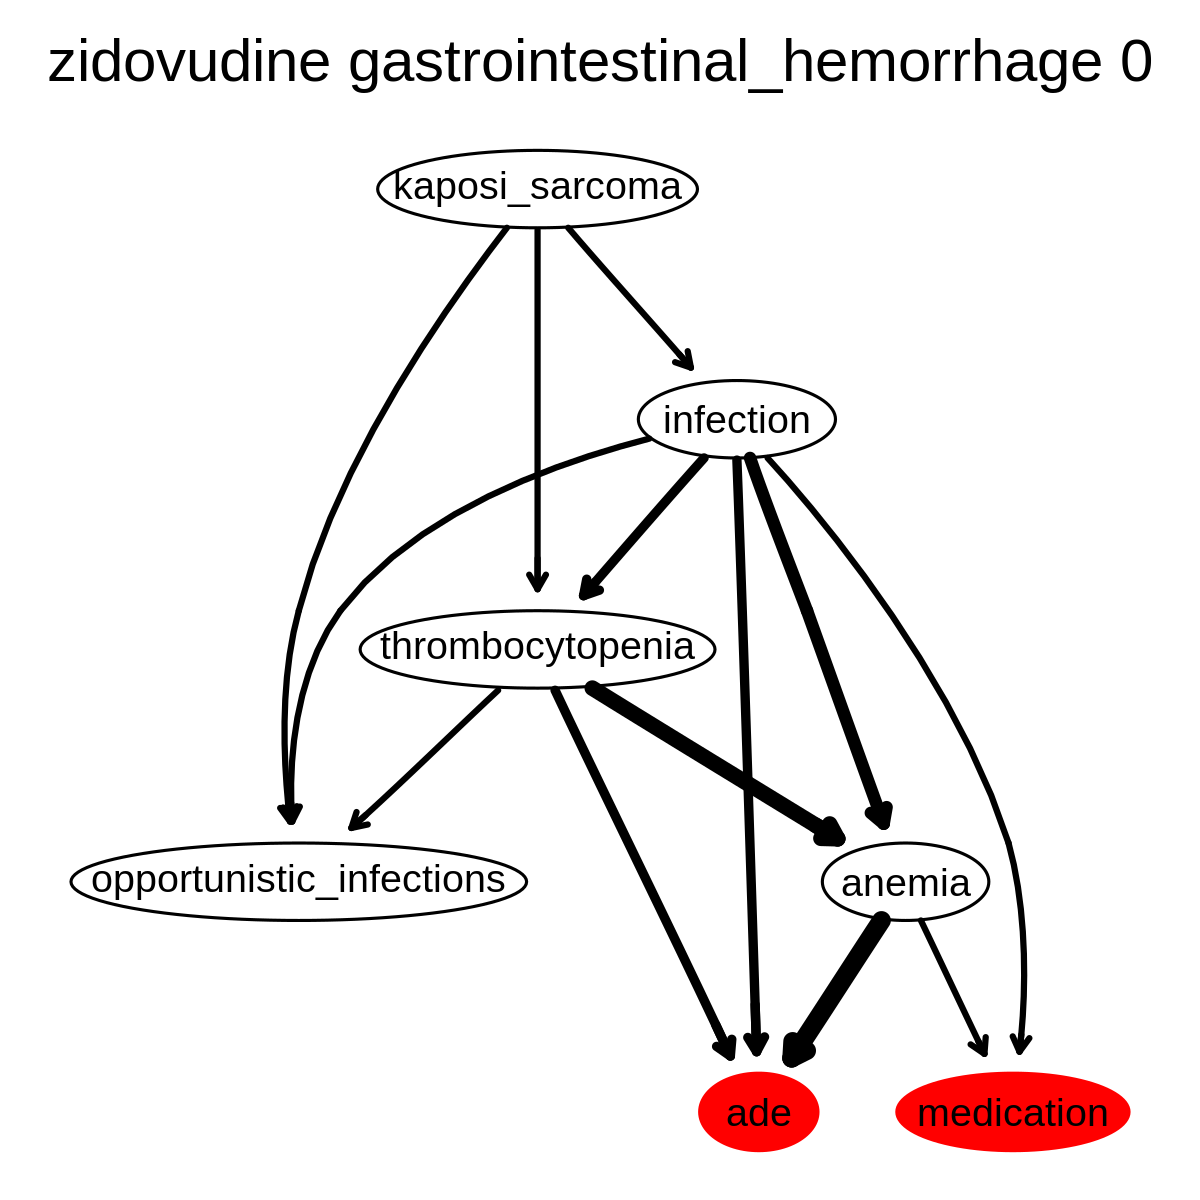 zidovudine gastrointestinal_hemorrhage 0
kaposi_sarcoma
infection
thrombocytopenia
opportunistic_infections
anemia
ade
medication